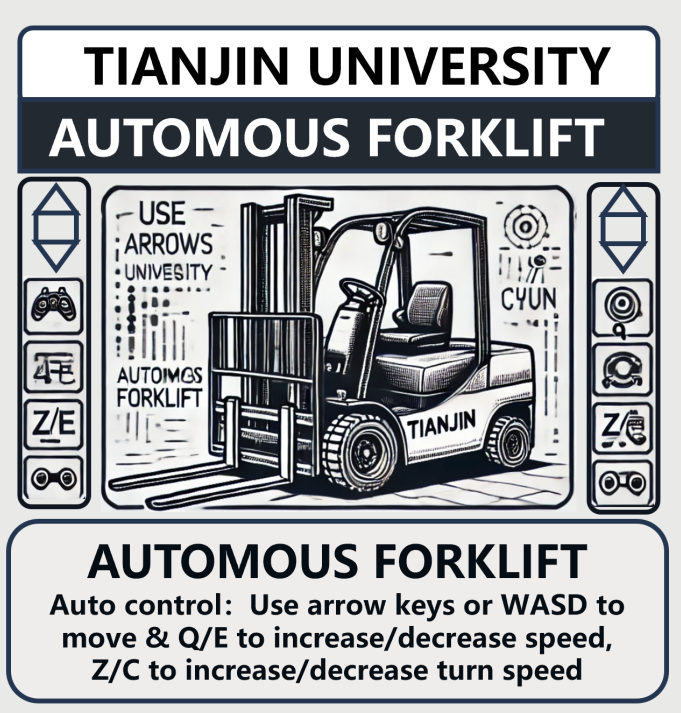 TIANJIN UNIVERSITY
AUTOMOUS FORKLIFT
USE
ARROWS
UNIVESITY
CYUN
AUTOIMGS
FORKLIFT
Z/E
TIANJIN
AUTOMOUS FORKLIFT
Auto control: Use arrow keys or WASD to
move & Q/E to increase/decrease speed,
Z/C to increase/decrease turn speed